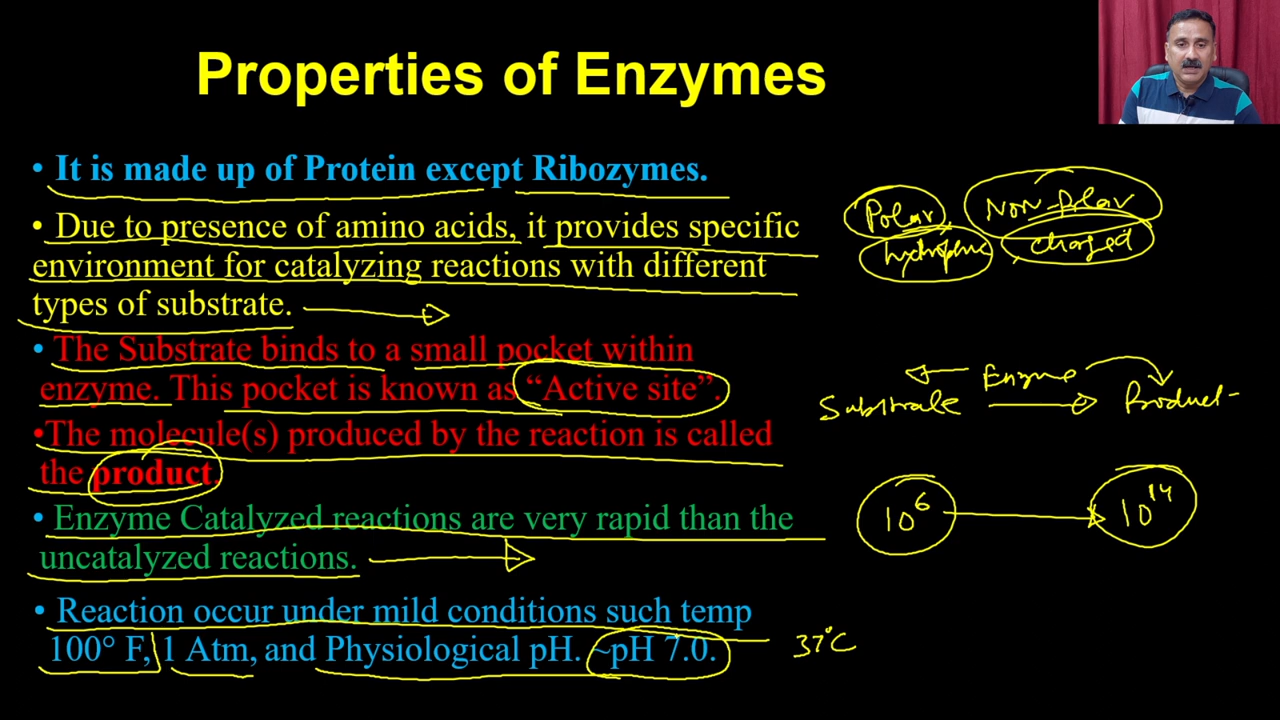 Properties of Enzymes
• It is made up of Protein except Ribozymes.
• Due to presence of amino acids, it provides specific
environment for catalyzing reactions with different
types of substrate.
• The Substrate binds to a small pocket within
enzyme. This pocket is known as “Active site”.
•The molecule(s) produced by the reaction is called
the product.
• Enzyme Catalyzed reactions are very rapid than the
uncatalyzed reactions.
• Reaction occur under mild conditions such temp
100° F, 1 Atm, and Physiological pH. ~pH 7.0.
Polar, Non-Polar
charged
Enzyme
Substrate Product
10⁶ 10¹⁴
37°C